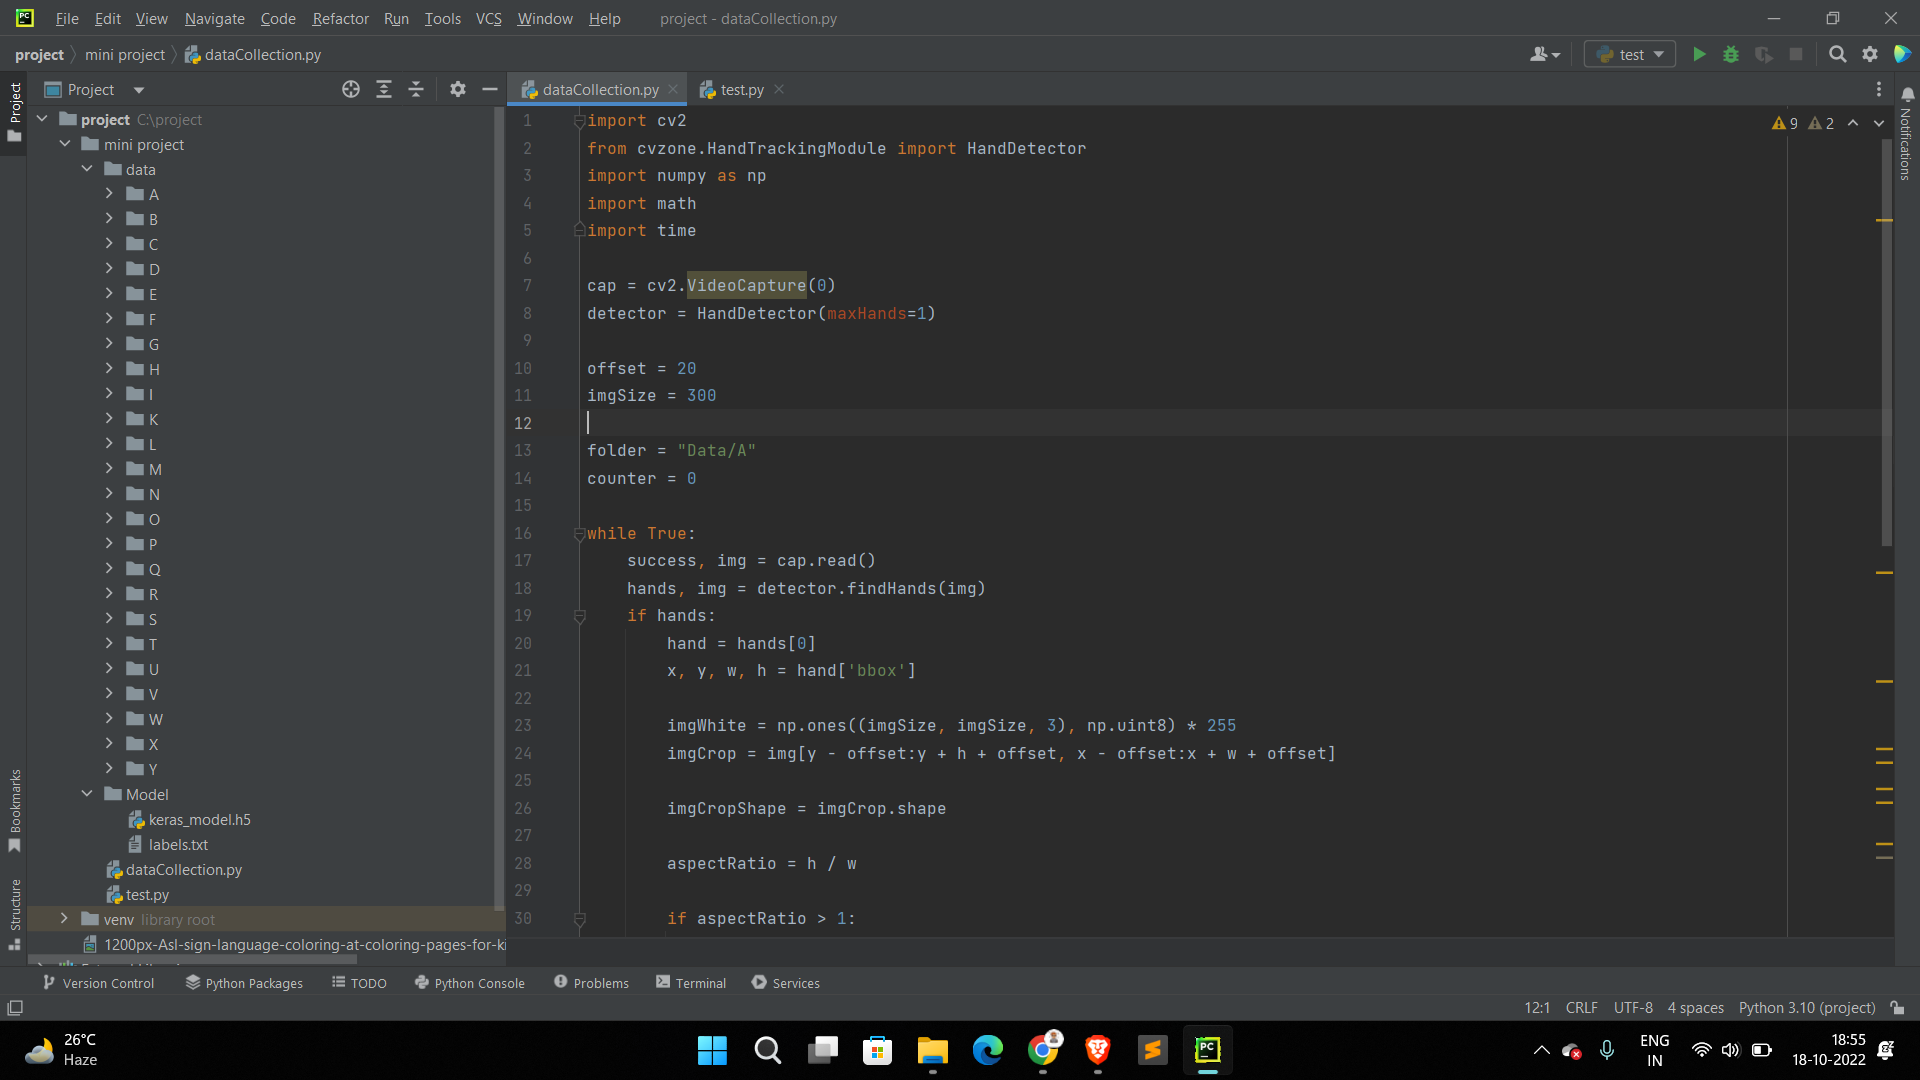 PC File Edit View Navigate Code Refactor Run Tools VCS Window Help project - dataCollection.py
project mini project dataCollection.py test
Project dataCollection.py test.py
Project
Notifications
Bookmarks
Structure
project C:\project
mini project
data
A
B
C
D
E
F
G
H
I
K
L
M
N
O
P
Q
R
S
T
U
V
W
X
Y
Model
keras_model.h5
labels.txt
dataCollection.py
test.py
venv library root
1200px-Asl-sign-language-coloring-at-coloring-pages-for-ki
9 2
1 import cv2
2 from cvzone.HandTrackingModule import HandDetector
3 import numpy as np
4 import math
5 import time
6
7 cap = cv2.VideoCapture(0)
8 detector = HandDetector(maxHands=1)
9
10 offset = 20
11 imgSize = 300
12
13 folder = "Data/A"
14 counter = 0
15
16 while True:
17     success, img = cap.read()
18     hands, img = detector.findHands(img)
19     if hands:
20         hand = hands[0]
21         x, y, w, h = hand['bbox']
22
23         imgWhite = np.ones((imgSize, imgSize, 3), np.uint8) * 255
24         imgCrop = img[y - offset:y + h + offset, x - offset:x + w + offset]
25
26         imgCropShape = imgCrop.shape
27
28         aspectRatio = h / w
29
30         if aspectRatio > 1:
Version Control Python Packages TODO Python Console Problems Terminal Services
12:1 CRLF UTF-8 4 spaces Python 3.10 (project)
26°C
Haze
PC
ENG
IN
18:55
18-10-2022